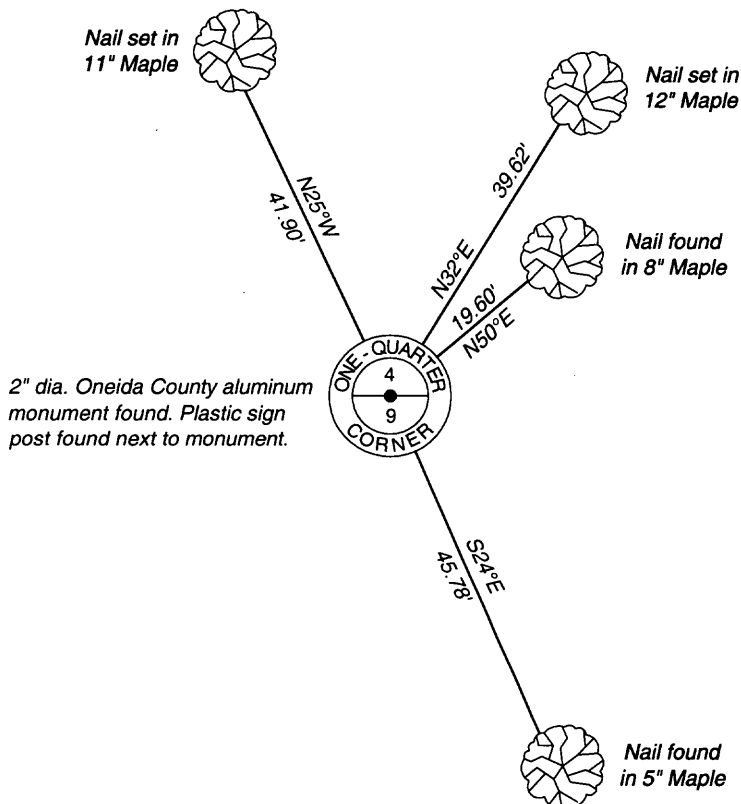 Nail set in
11" Maple
Nail set in
12" Maple
N25°W
41.90'
39.62'
N32°E
Nail found
in 8" Maple
19.60'
N50°E
ONE-QUARTER
4
9
CORNER
2" dia. Oneida County aluminum
monument found. Plastic sign
post found next to monument.
S24°E
45.78'
Nail found
in 5" Maple